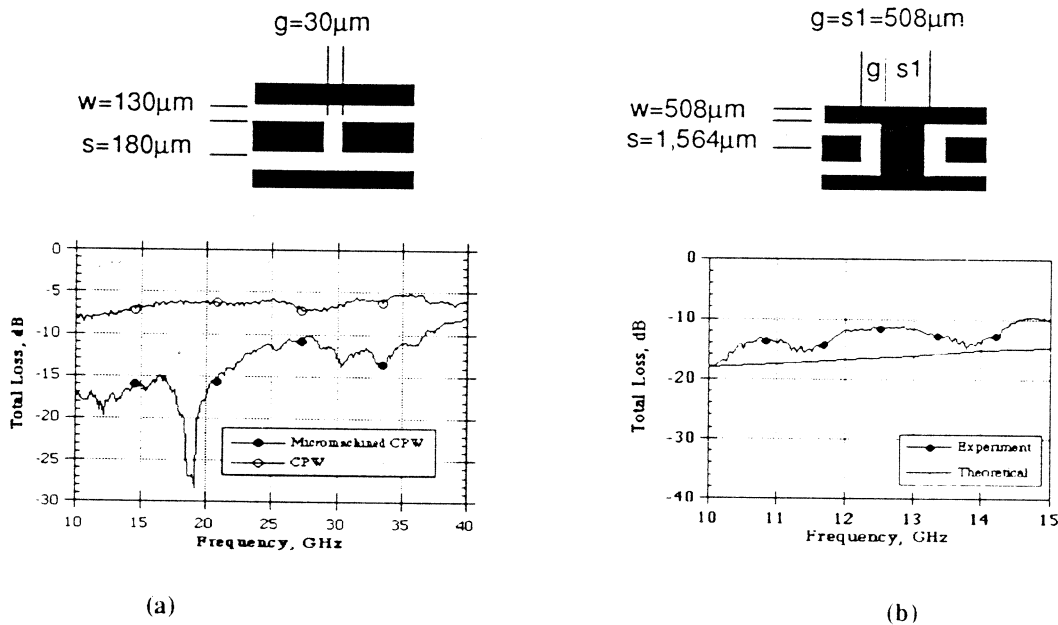 g=30µm
w=130µm
s=180µm
0
-5
-10
-15
-20
-25
-30
Total Loss, dB
Micromachined CPW
CPW
10
15
20
25
30
35
40
Frequency, GHz
(a)
g=s1=508µm
g
s1
w=508µm
s=1,564µm
0
-10
-20
-30
-40
Total Loss, dB
Experiment
Theoretical
10
11
12
13
14
15
Frequency, GHz
(b)